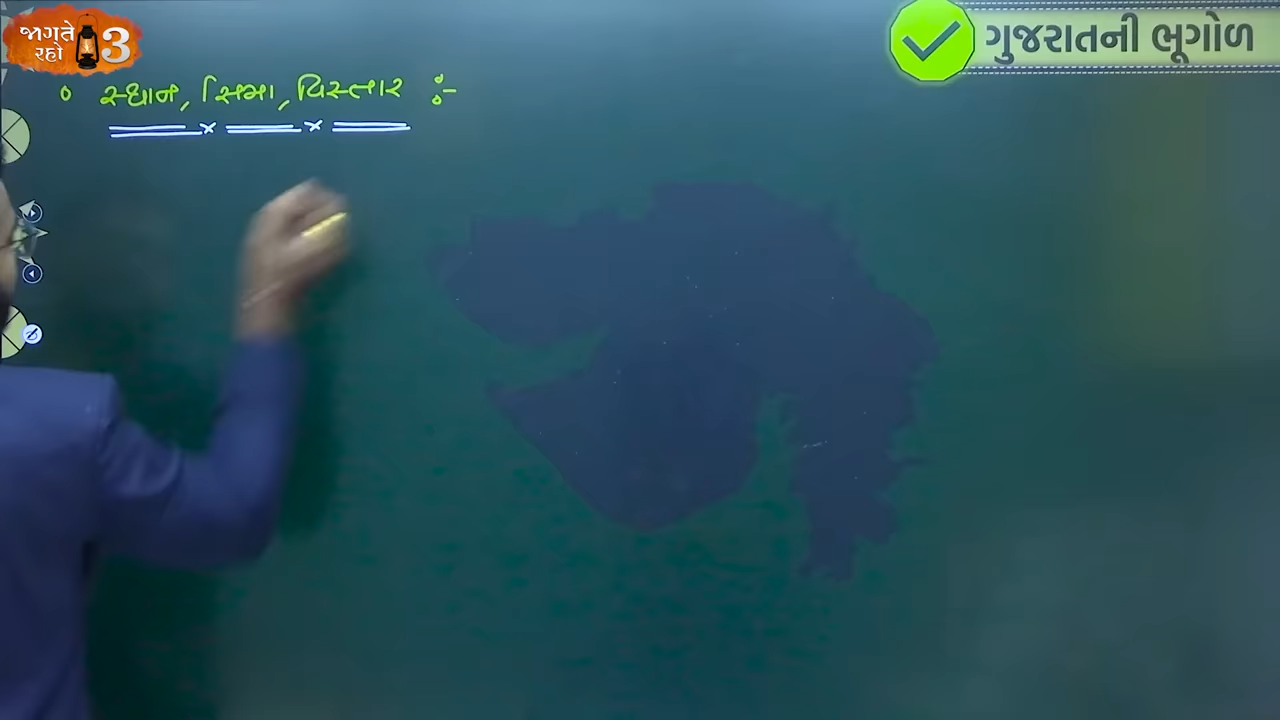 જાગતે
રહો 3
ગુજરાતની ભૂગોળ
૦ સ્થાન, સિમા, વિસ્તાર :-